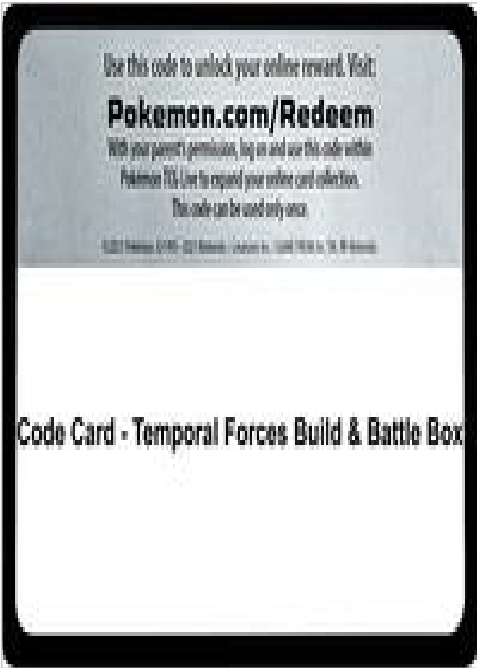 Use this code to unlock your online reward. Visit:
Pokemon.com/Redeem
With your parent's permission, log on and use this code within
Pokémon TCG Live to expand your online card collection.
This code can be used only once.
Code Card - Temporal Forces Build & Battle Box